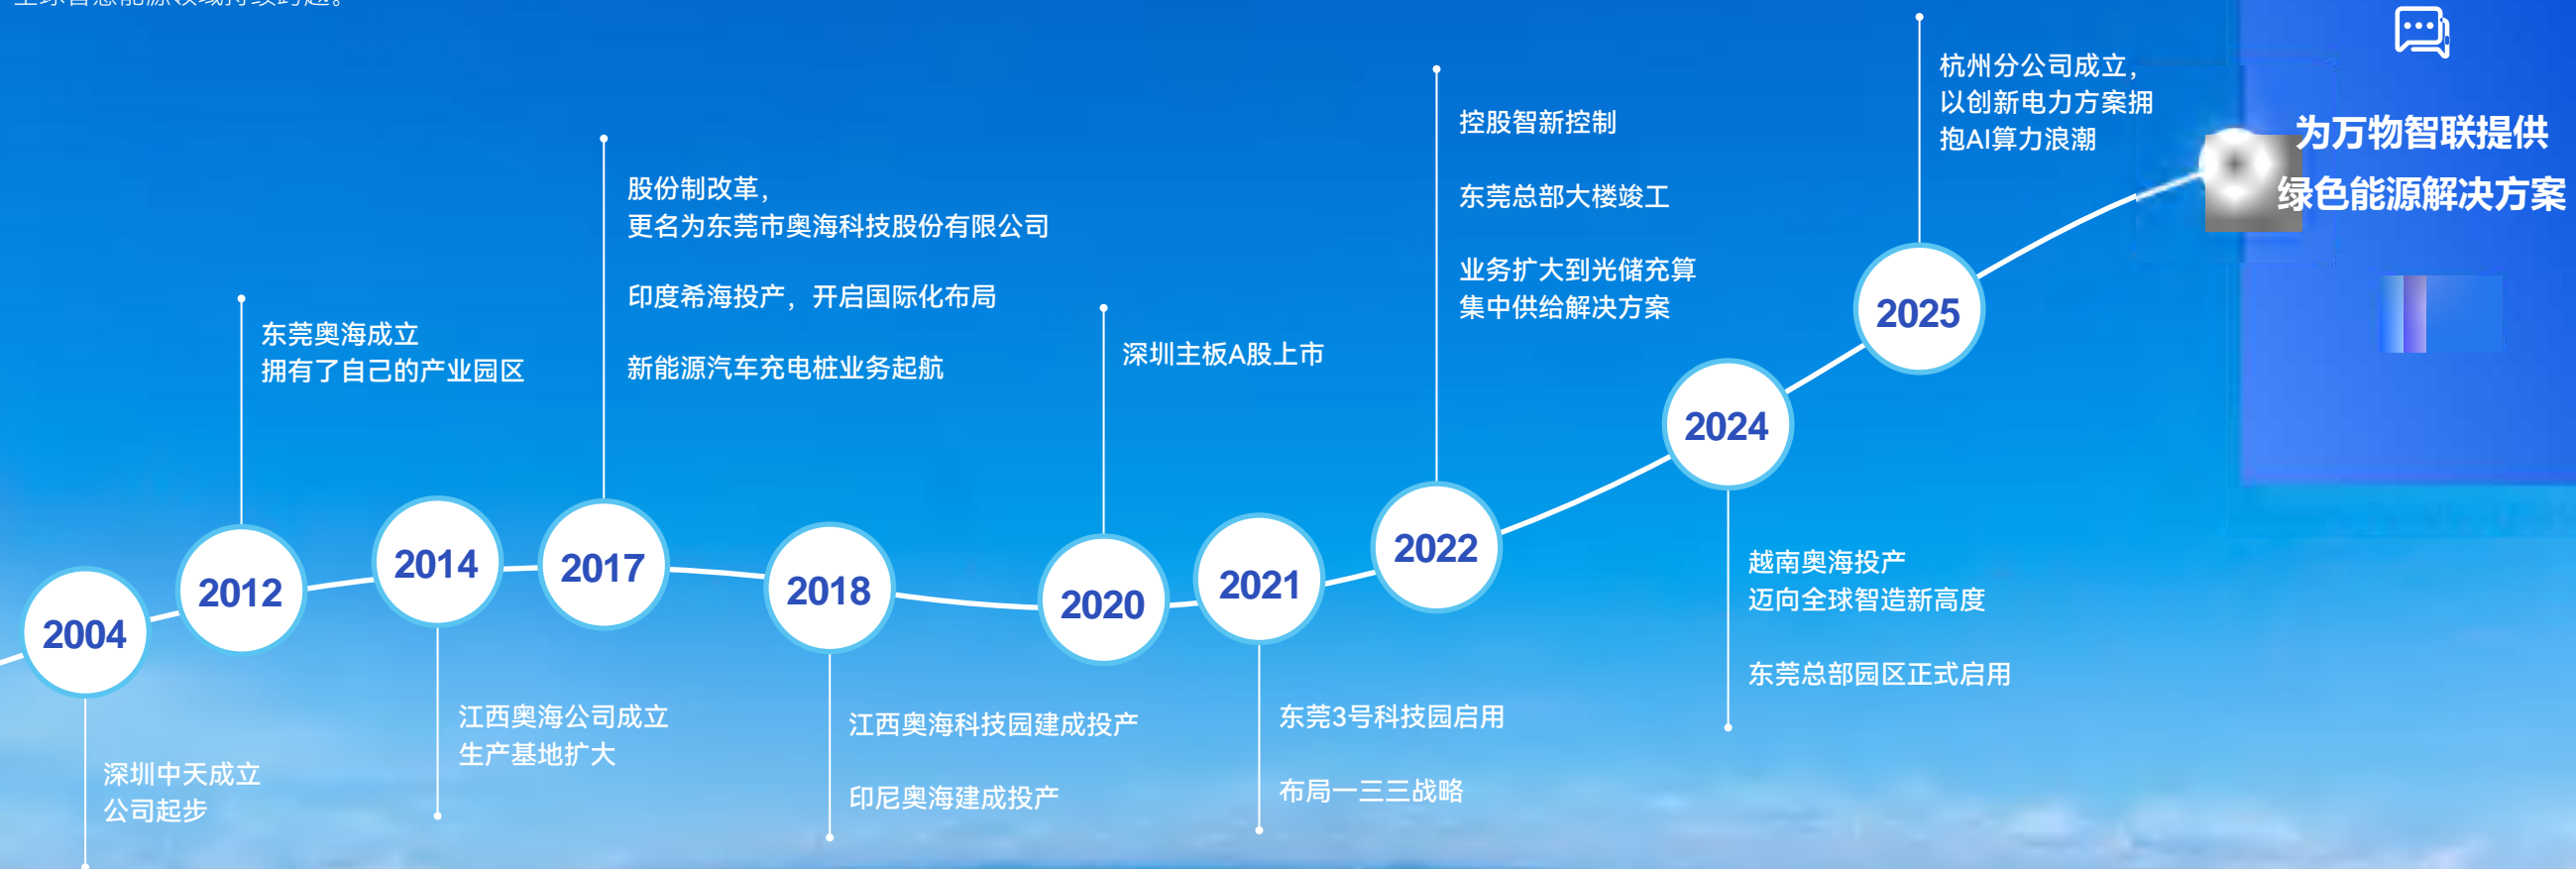 全球智慧能源领域持续跨越。
2004
深圳中天成立
公司起步
2012
东莞奥海成立
拥有了自己的产业园区
2014
江西奥海公司成立
生产基地扩大
2017
股份制改革，
更名为东莞市奥海科技股份有限公司
印度希海投产，开启国际化布局
新能源汽车充电桩业务起航
2018
江西奥海科技园建成投产
印尼奥海建成投产
2020
深圳主板A股上市
2021
东莞3号科技园启用
布局一三三战略
2022
控股智新控制
东莞总部大楼竣工
业务扩大到光储充算
集中供给解决方案
2024
越南奥海投产
迈向全球智造新高度
东莞总部园区正式启用
2025
杭州分公司成立，
以创新电力方案拥
抱AI算力浪潮
为万物智联提供
绿色能源解决方案